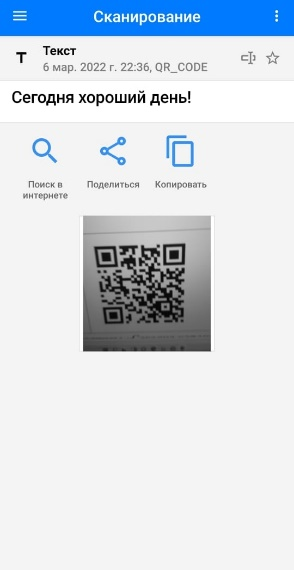 Сканирование
Текст
6 мар. 2022 г. 22:36, QR_CODE
Сегодня хороший день!
Поиск в
интернете
Поделиться
Копировать